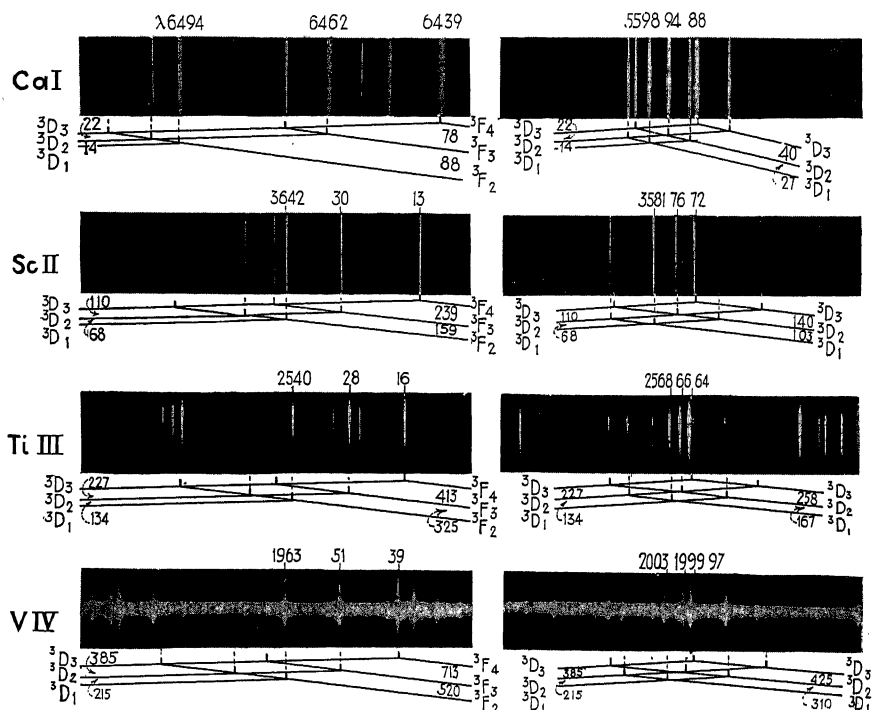 λ6494 6462 6439 5598 94 88
Ca I
³D₃ 22 ³F₄ ³D₃ 22
³D₂ 78 ³F₃ ³D₂ 40 ³D₃
³D₁ 14 88 ³F₂ ³D₁ 14 27 ³D₂
³D₁
3642 30 13 3581 76 72
Sc II
³D₃ 110 ³F₄ ³D₃ 110 ³D₃
³D₂ 239 ³F₃ ³D₂ 140 ³D₂
³D₁ 68 159 ³F₂ ³D₁ 68 103 ³D₁
2540 28 16 2568 66 64
Ti III
³D₃ 227 ³F₄ ³D₃ 227 ³D₃
³D₂ 413 ³F₃ ³D₂ 258 ³D₂
³D₁ 134 325 ³F₂ ³D₁ 134 167 ³D₁
1963 51 39 2003 1999 97
V IV
³D₃ 385 ³F₄ ³D₃ 385 ³D₃
³D₂ 713 ³F₃ ³D₂ 425 ³D₂
³D₁ 215 520 ³F₂ ³D₁ 215 310 ³D₁